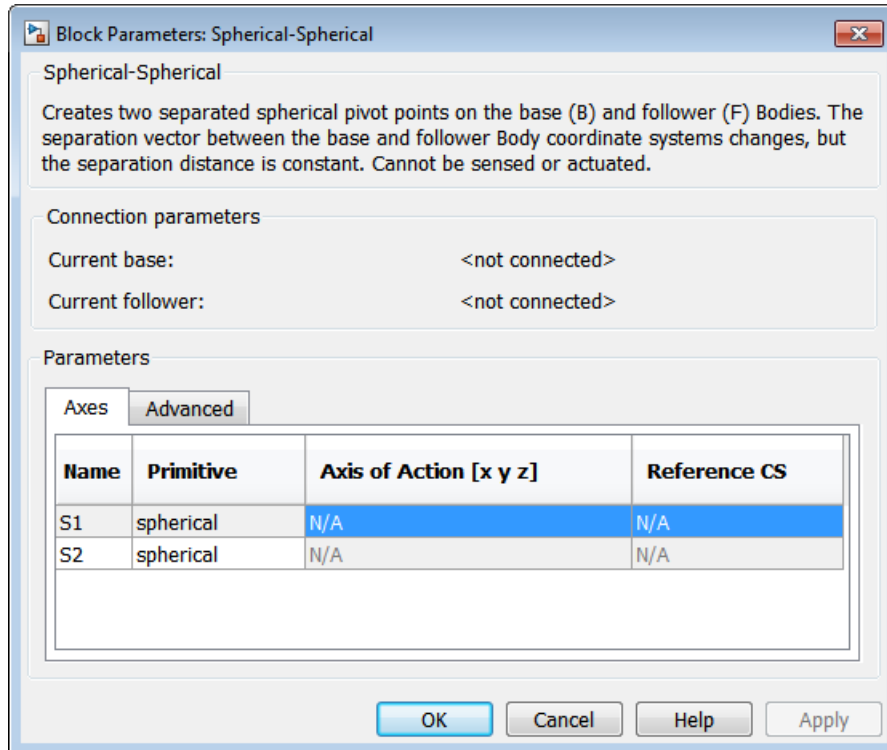 Block Parameters: Spherical-Spherical
Spherical-Spherical
Creates two separated spherical pivot points on the base (B) and follower (F) Bodies. The
separation vector between the base and follower Body coordinate systems changes, but
the separation distance is constant. Cannot be sensed or actuated.
Connection parameters
Current base: <not connected>
Current follower: <not connected>
Parameters
Axes Advanced
Name Primitive Axis of Action [x y z] Reference CS
S1 spherical N/A N/A
S2 spherical N/A N/A
OK Cancel Help Apply